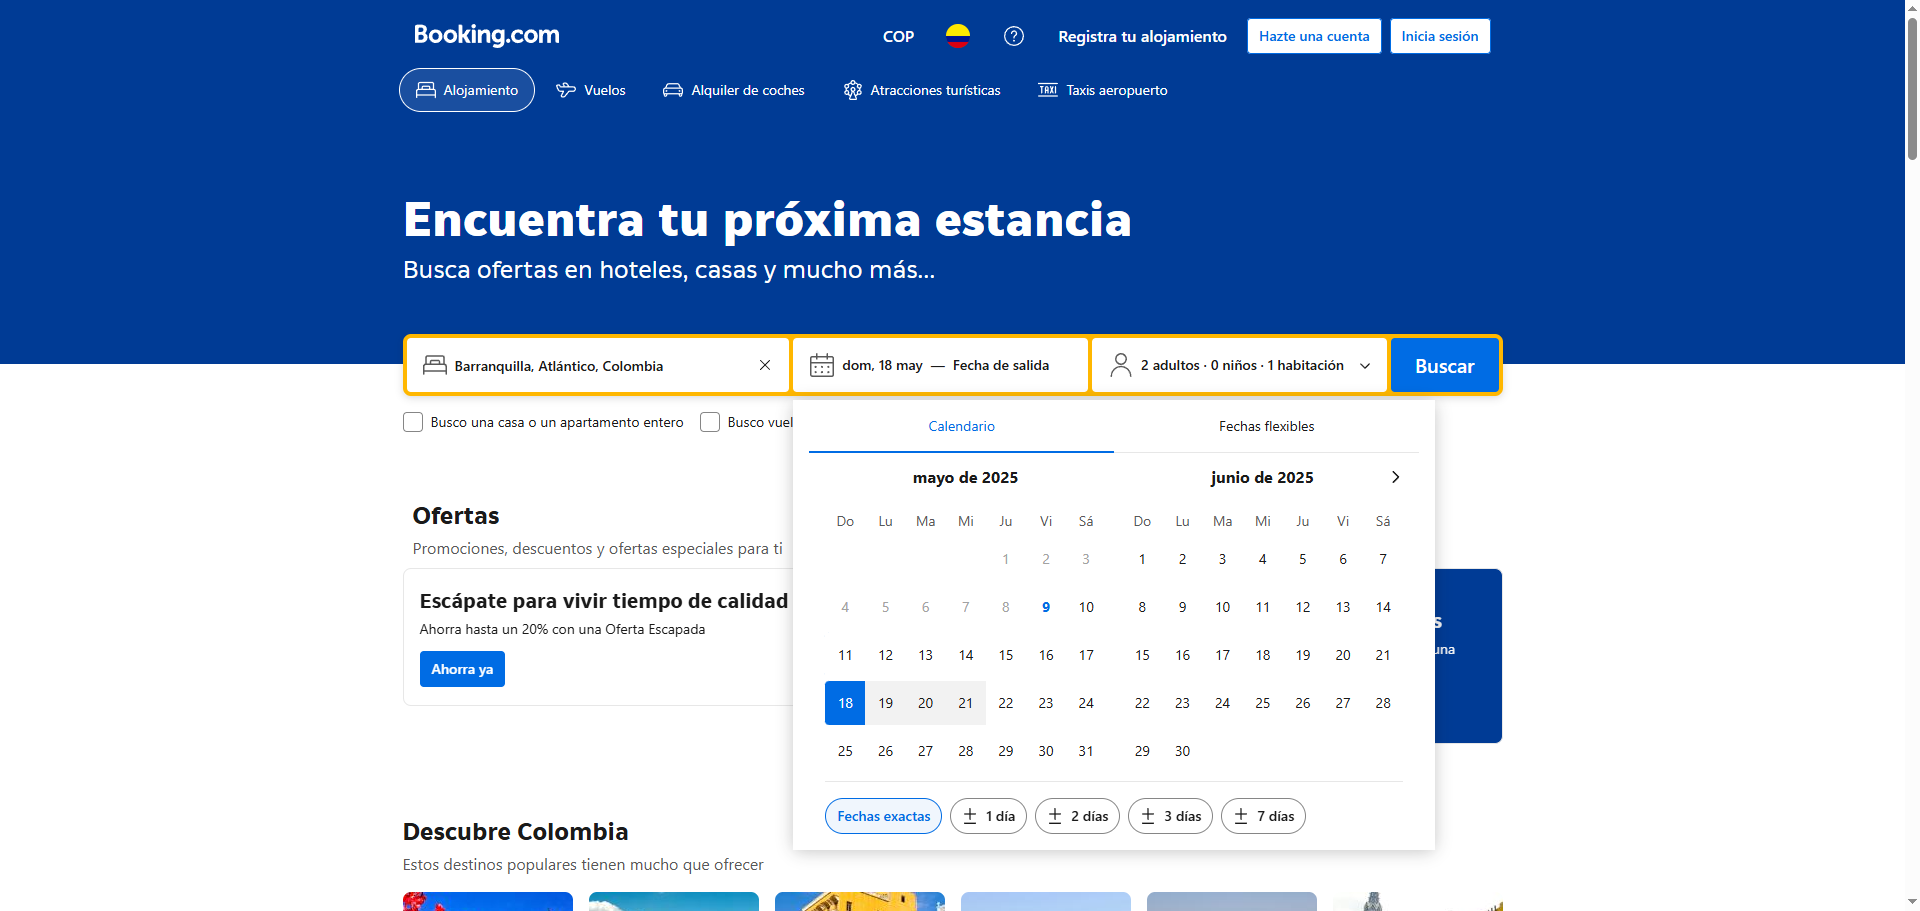 Booking.com
COP
Registra tu alojamiento
Hazte una cuenta
Inicia sesión
Alojamiento
Vuelos
Alquiler de coches
Atracciones turísticas
TAXI Taxis aeropuerto
Encuentra tu próxima estancia
Busca ofertas en hoteles, casas y mucho más...
Barranquilla, Atlántico, Colombia
dom, 18 may — Fecha de salida
2 adultos · 0 niños · 1 habitación
Buscar
Busco una casa o un apartamento entero
Busco vuel
Calendario
Fechas flexibles
mayo de 2025
Do Lu Ma Mi Ju Vi Sá
1 2 3
4 5 6 7 8 9 10
11 12 13 14 15 16 17
18 19 20 21 22 23 24
25 26 27 28 29 30 31
junio de 2025
Do Lu Ma Mi Ju Vi Sá
1 2 3 4 5 6 7
8 9 10 11 12 13 14
15 16 17 18 19 20 21
22 23 24 25 26 27 28
29 30
Fechas exactas
± 1 día
± 2 días
± 3 días
± 7 días
Ofertas
Promociones, descuentos y ofertas especiales para ti
Escápate para vivir tiempo de calidad
Ahorra hasta un 20% con una Oferta Escapada
Ahorra ya
s
una
Descubre Colombia
Estos destinos populares tienen mucho que ofrecer